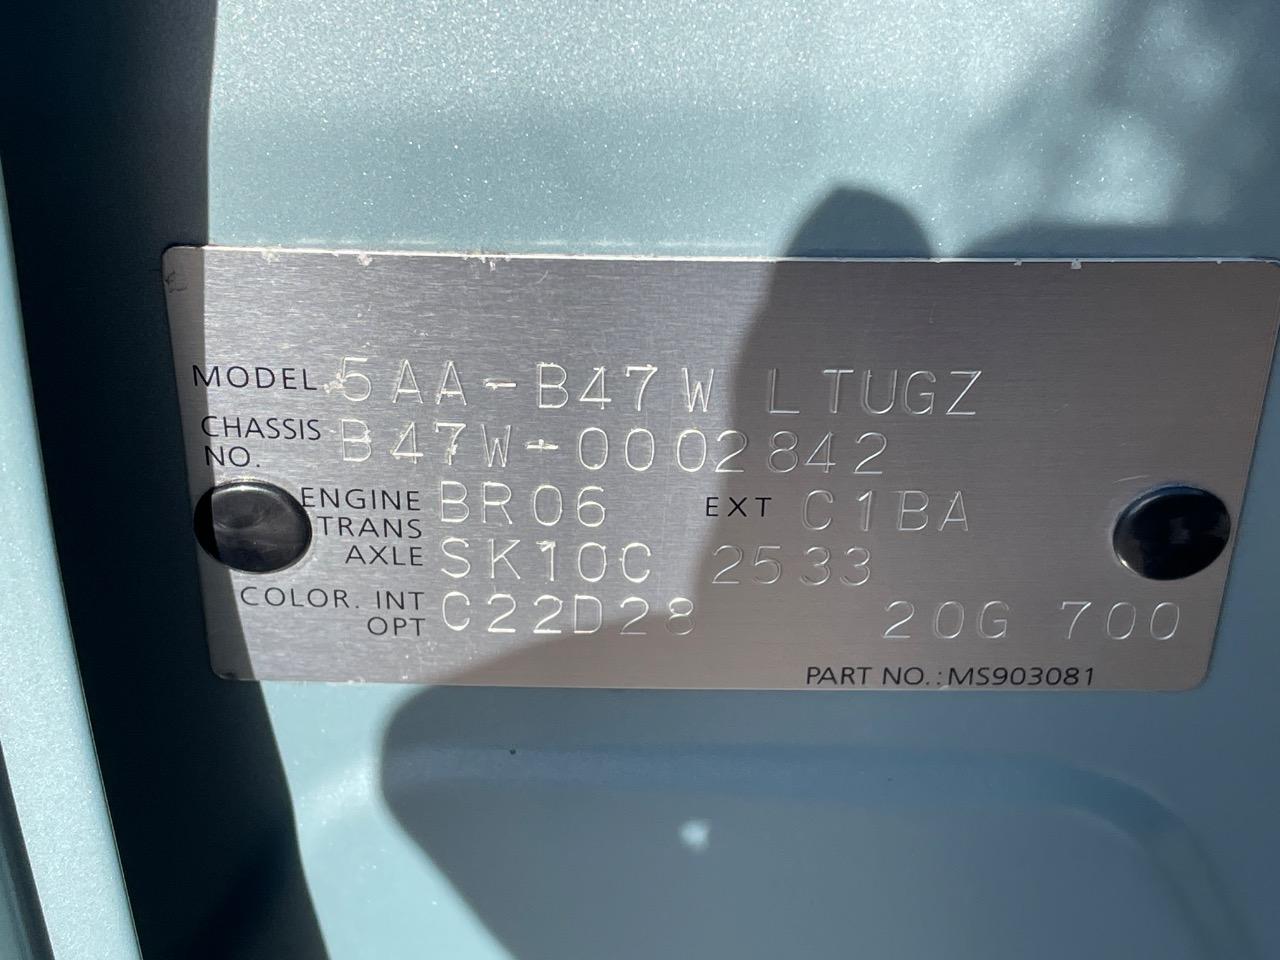 MODEL 5AA-B47W LTUGZ
CHASSIS NO. B47W-0002842
ENGINE BR06 EXT C1BA
TRANS AXLE SK10C 2533
COLOR. INT OPT C22D28 20G 700
PART NO.:MS903081